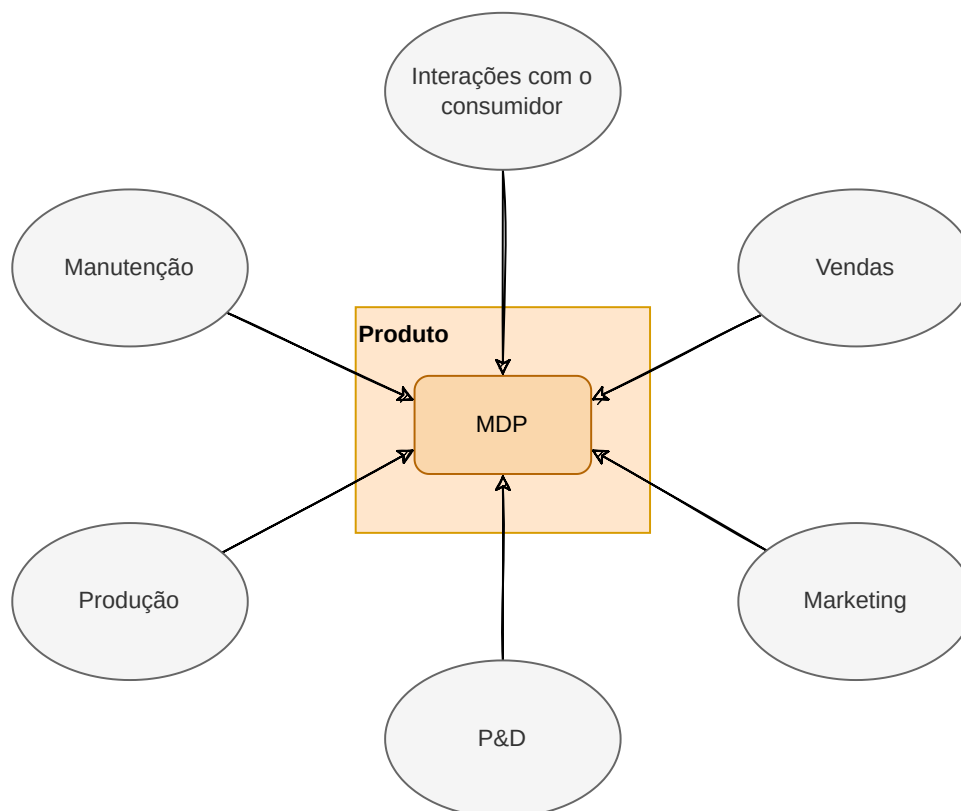 Interações com o
consumidor
Manutenção
Vendas
Produto
MDP
Produção
Marketing
P&D